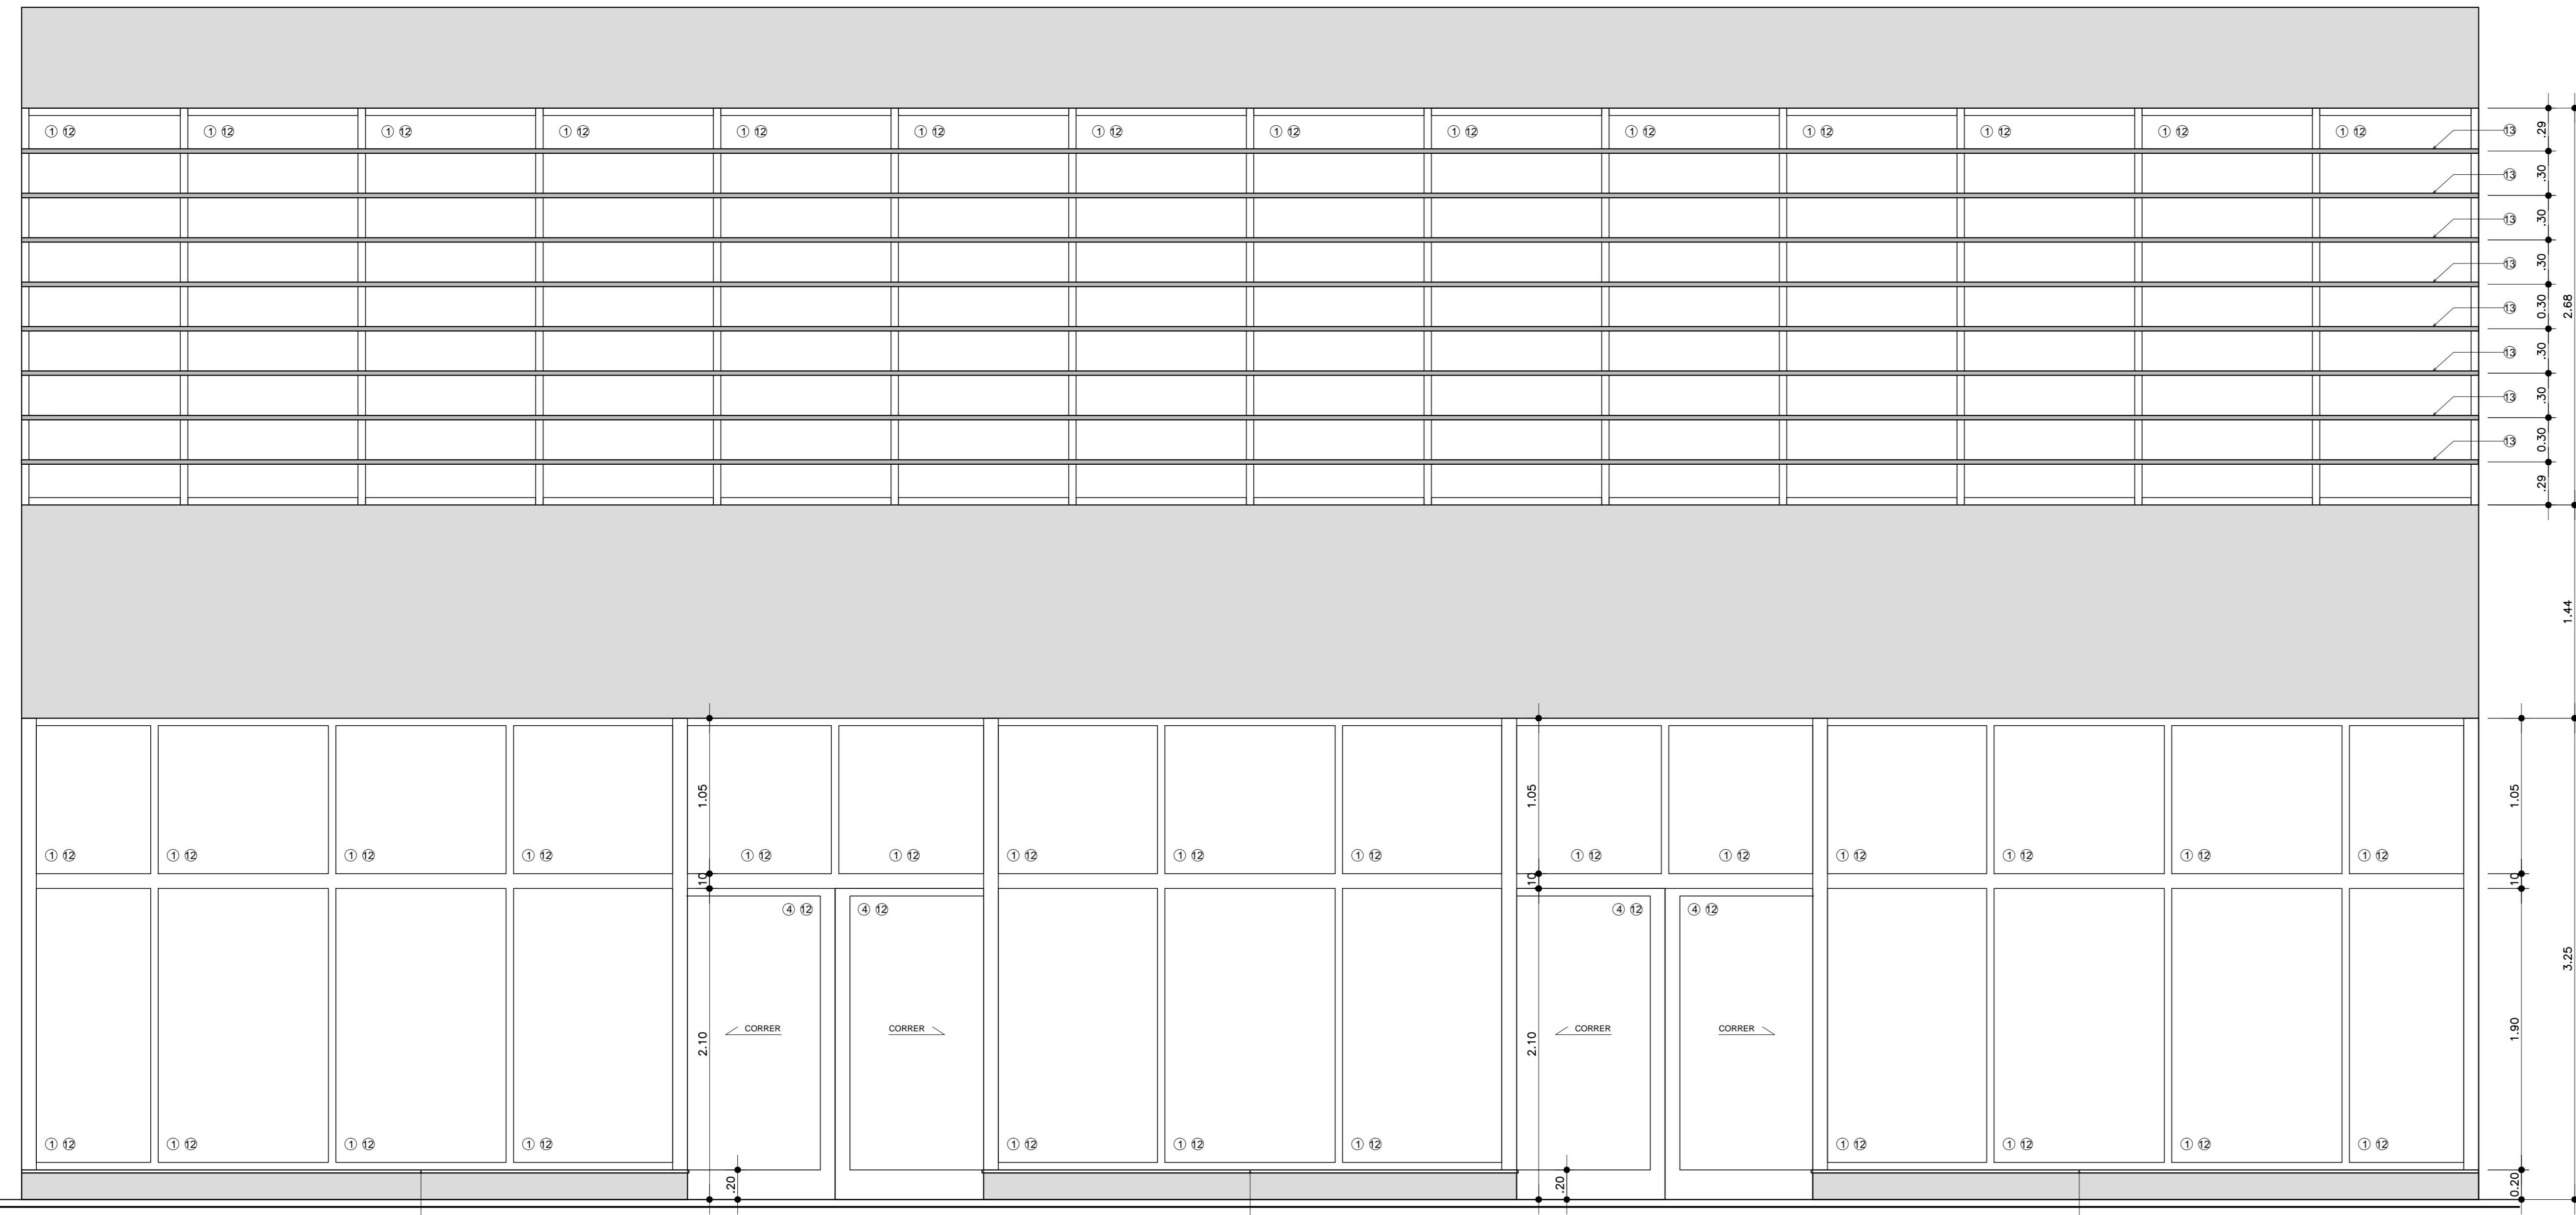 ① ⑫ ① ⑫ ① ⑫ ① ⑫ ① ⑫ ① ⑫ ① ⑫ ① ⑫ ① ⑫ ① ⑫ ① ⑫ ① ⑫ ① ⑫ ① ⑫ ⑬ .29
⑬ .30
⑬ .30
⑬ .30
⑬ 0.30 2.68
⑬ .30
⑬ .30
⑬ 0.30
.29
1.44
1.05 1.05 1.05
① ⑫ ① ⑫ ① ⑫ ① ⑫ ① ⑫ ① ⑫ ① ⑫ ① ⑫ ① ⑫ ① ⑫ ① ⑫ ① ⑫ ① ⑫ ① ⑫ ① ⑫
10 10 10
④ ⑫ ④ ⑫ ④ ⑫ ④ ⑫
3.25
CORRER CORRER CORRER CORRER
2.10 2.10 1.90
① ⑫ ① ⑫ ① ⑫ ① ⑫ ① ⑫ ① ⑫ ① ⑫ ① ⑫ ① ⑫ ① ⑫ ① ⑫
.20 .20 0.20